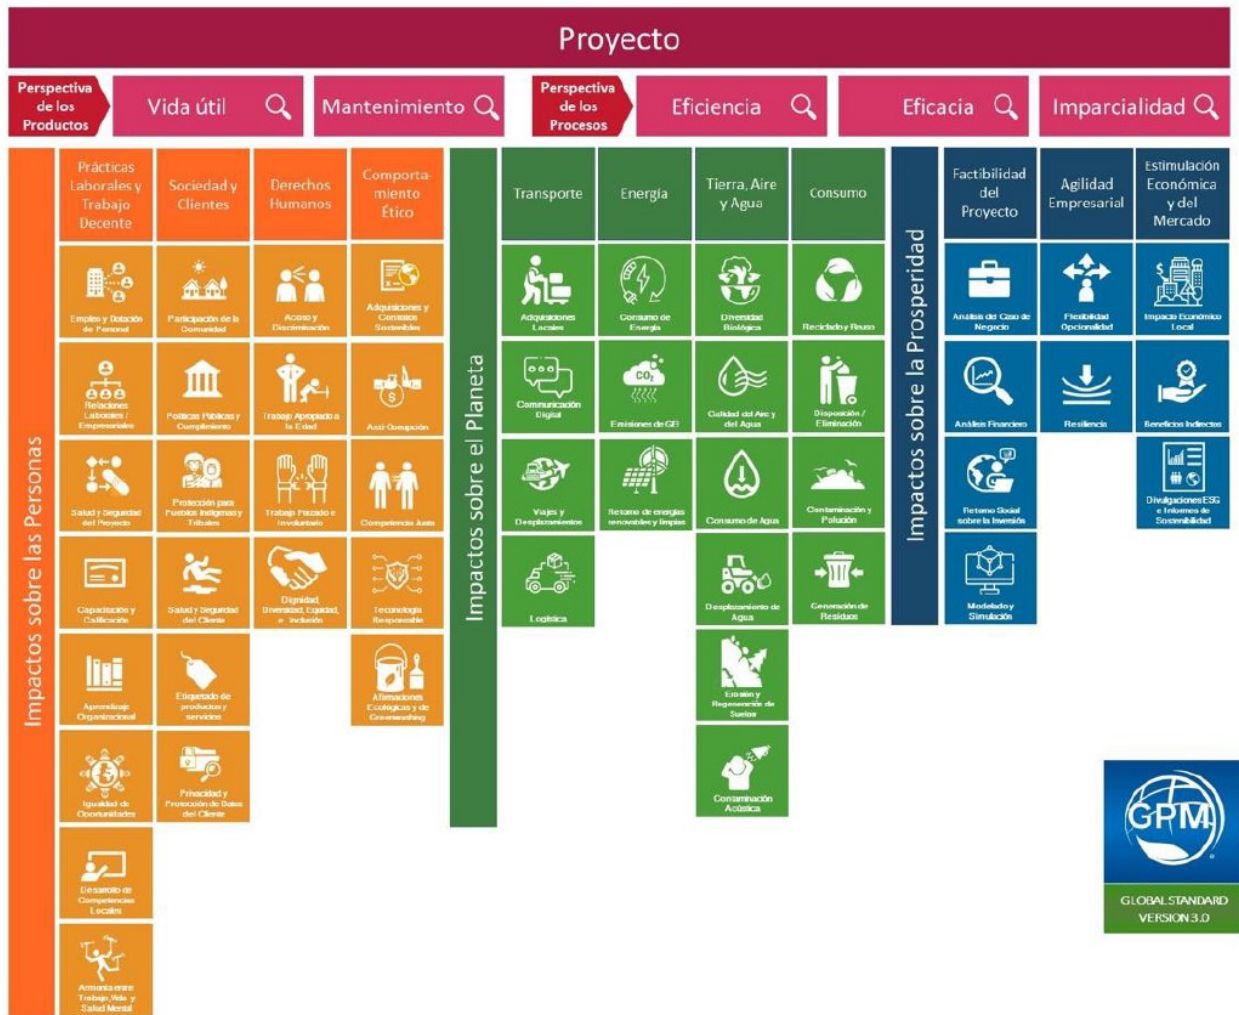 Proyecto
Perspectiva
de los
Productos
Vida útil
Mantenimiento
Perspectiva
de los
Procesos
Eficiencia
Eficacia
Imparcialidad
Impactos sobre las Personas
Prácticas
Laborales y
Trabajo
Decente
Empleo y Dotación
de Personal
Relaciones
Laborales /
Empresariales
Salud y Seguridad
del Proyecto
Capacitación y
Calificación
Aprendizaje
Organizacional
Igualdad de
Oportunidades
Desarrollo de
Competencias
Locales
Armonía entre
Trabajo, Vida y
Salud Mental
Sociedad y
Clientes
Participación de la
Comunidad
Políticas Públicas y
Cumplimiento
Protección para
Pueblos Indígenas y
Tribales
Salud y Seguridad
del Cliente
Etiquetado de
productos y
servicios
Privacidad y
Protección de Datos
del Cliente
Derechos
Humanos
Acoso y
Discriminación
Trabajo Apropiado a
la Edad
Trabajo Forzado e
Involuntario
Dignidad,
Diversidad, Equidad,
e Inclusión
Comporta-
miento
Ético
Adquisiciones y
Contratos
Sostenibles
Anti-Corrupción
Competencia Justa
Tecnología
Responsable
Afirmaciones
Ecológicas y de
Greenwashing
Impactos sobre el Planeta
Transporte
Adquisiciones
Locales
Communicación
Digital
Viajes y
Desplazamientos
Logística
Energía
Consumo de
Energía
CO₂
Emisiones de GEI
Retorno de energías
renovables y limpias
Tierra, Aire
y Agua
Diversidad
Biológica
Calidad del Aire y
del Agua
Consumo de Agua
Desplazamiento de
Agua
Erosión y
Regeneración de
Suelos
Contaminación
Acústica
Consumo
Reciclado y Reuso
Disposición /
Eliminación
Contaminación y
Polución
Generación de
Residuos
Impactos sobre la Prosperidad
Factibilidad
del
Proyecto
Análisis del Caso de
Negocio
Análisis Financiero
Retorno Social
sobre la Inversión
Modelado y
Simulación
Agilidad
Empresarial
Flexibilidad
Opcionalidad
Resiliencia
Estimulación
Económica
y del
Mercado
Impacto Económico
Local
Beneficios Indirectos
Divulgaciones ESG
e Informes de
Sostenibilidad
GPM
GLOBAL STANDARD
VERSION 3.0